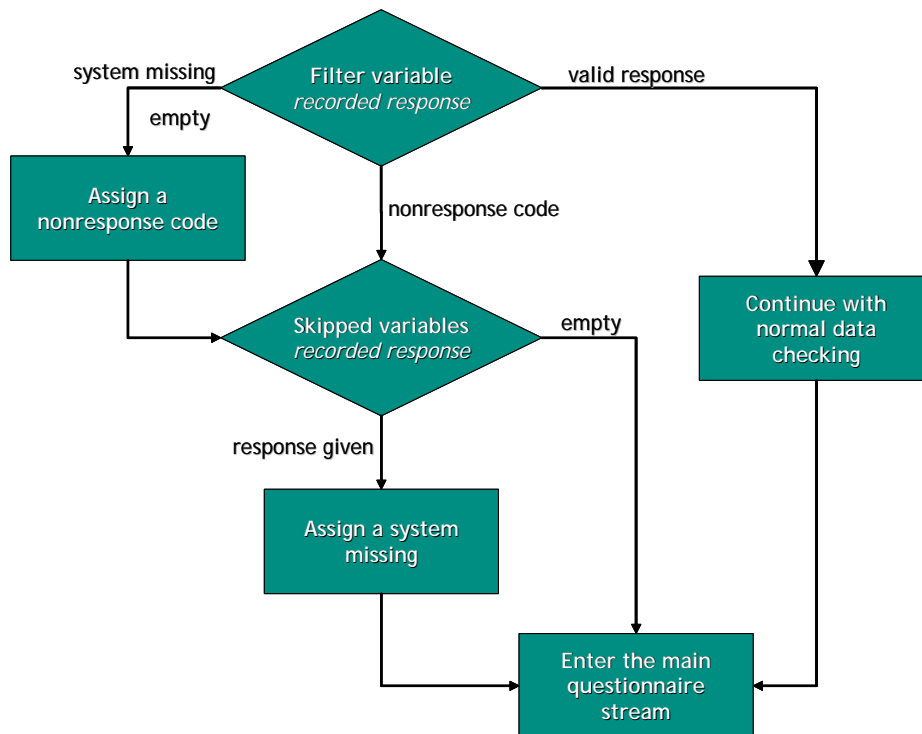 system missing
Filter variable
recorded response
valid response
empty
Assign a
nonresponse code
nonresponse code
Skipped variables
recorded response
empty
Continue with
normal data
checking
response given
Assign a system
missing
Enter the main
questionnaire
stream